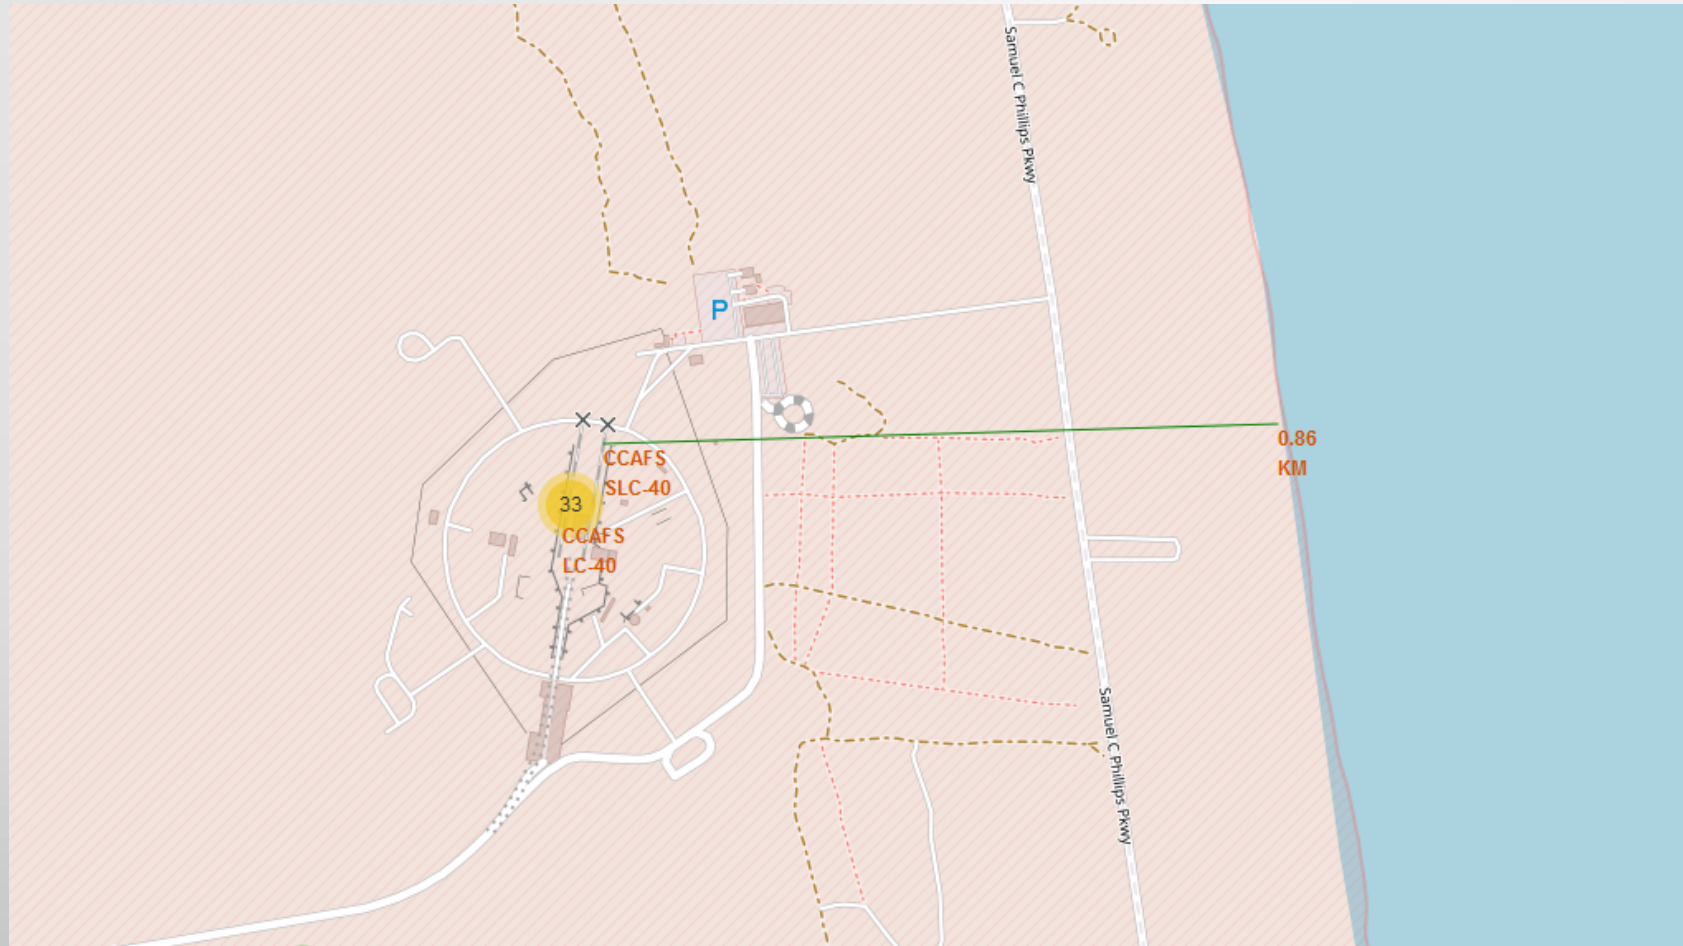 Samuel C Phillips Pkwy
P
0.86
KM
CCAFS
SLC-40
33
CCAFS
LC-40
Samuel C Phillips Pkwy